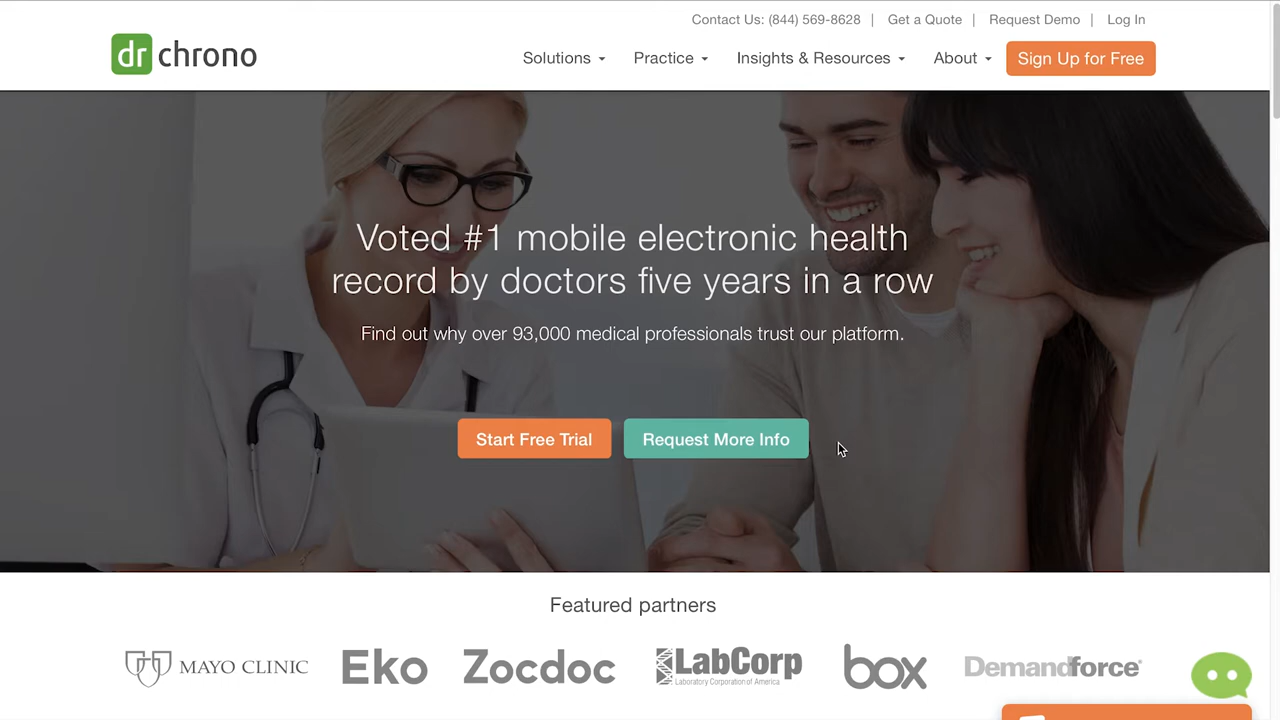 Contact Us: (844) 569-8628 | Get a Quote | Request Demo | Log In
dr chrono
Solutions Practice Insights & Resources About Sign Up for Free
Voted #1 mobile electronic health
record by doctors five years in a row
Find out why over 93,000 medical professionals trust our platform.
Start Free Trial Request More Info
Featured partners
MAYO CLINIC Eko Zocdoc LabCorp box Demandforce
Laboratory Corporation of America